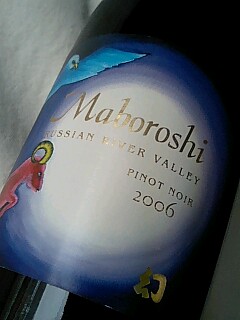 Maboroshi
RUSSIAN RIVER VALLEY
PINOT NOIR
2006
幻